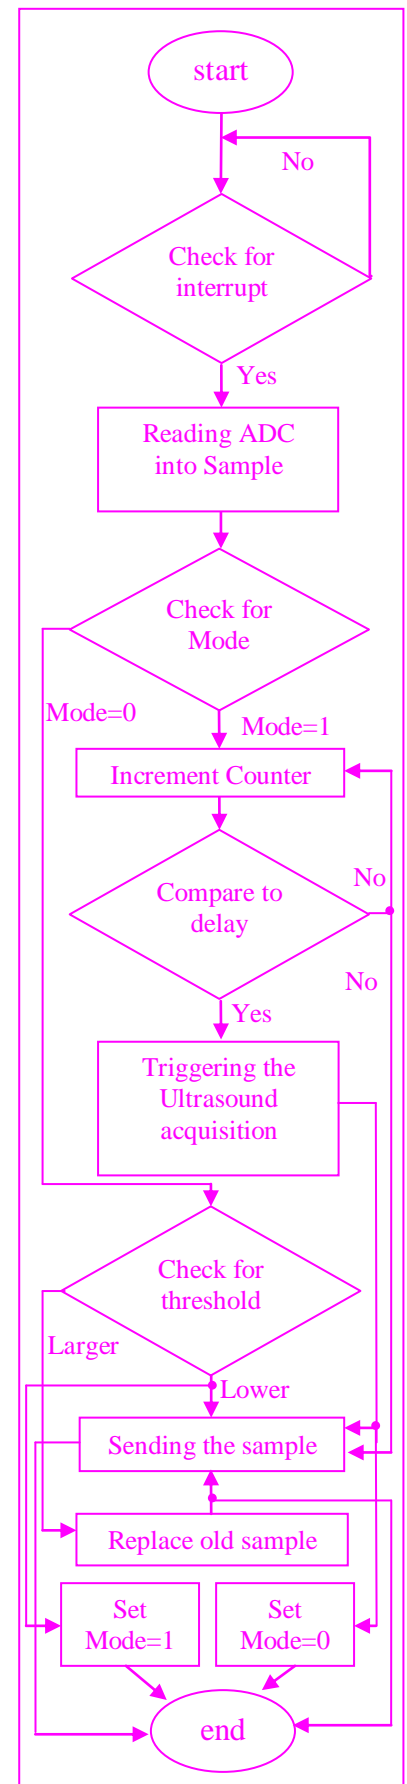 start
No
Check for
interrupt
Yes
Reading ADC
into Sample
Check for
Mode
Mode=0
Mode=1
Increment Counter
Compare to
delay
No
No
Yes
Triggering the
Ultrasound
acquisition
Check for
threshold
Larger
Lower
Sending the sample
Replace old sample
Set
Mode=1
Set
Mode=0
end